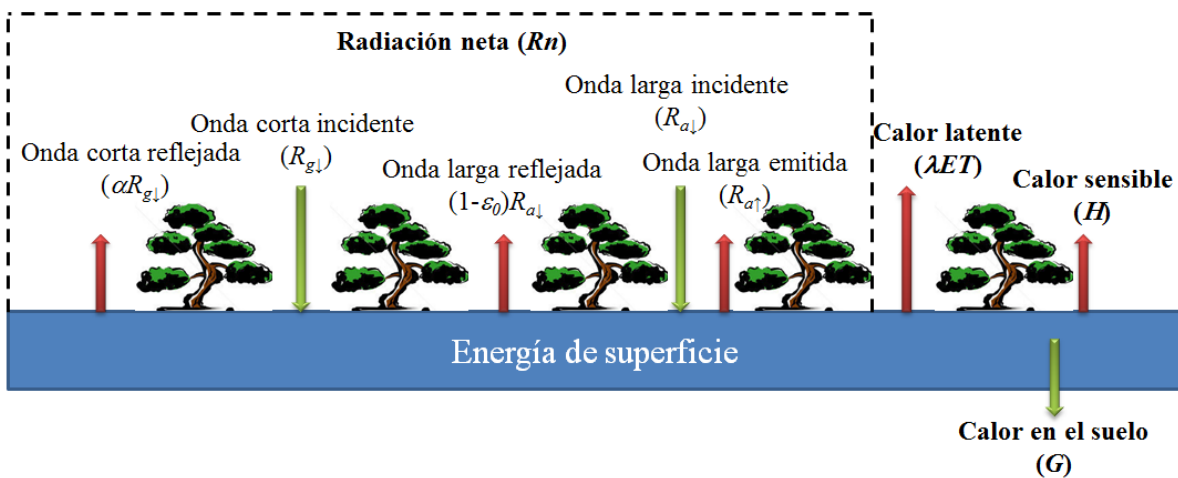 Radiación neta (Rn)
Onda corta reflejada
(αRg↓)
Onda corta incidente
(Rg↓)
Onda larga reflejada
(1-ε0)Ra↓
Onda larga incidente
(Ra↓)
Onda larga emitida
(Ra↑)
Calor latente
(λET)
Calor sensible
(H)
Energía de superficie
Calor en el suelo
(G)